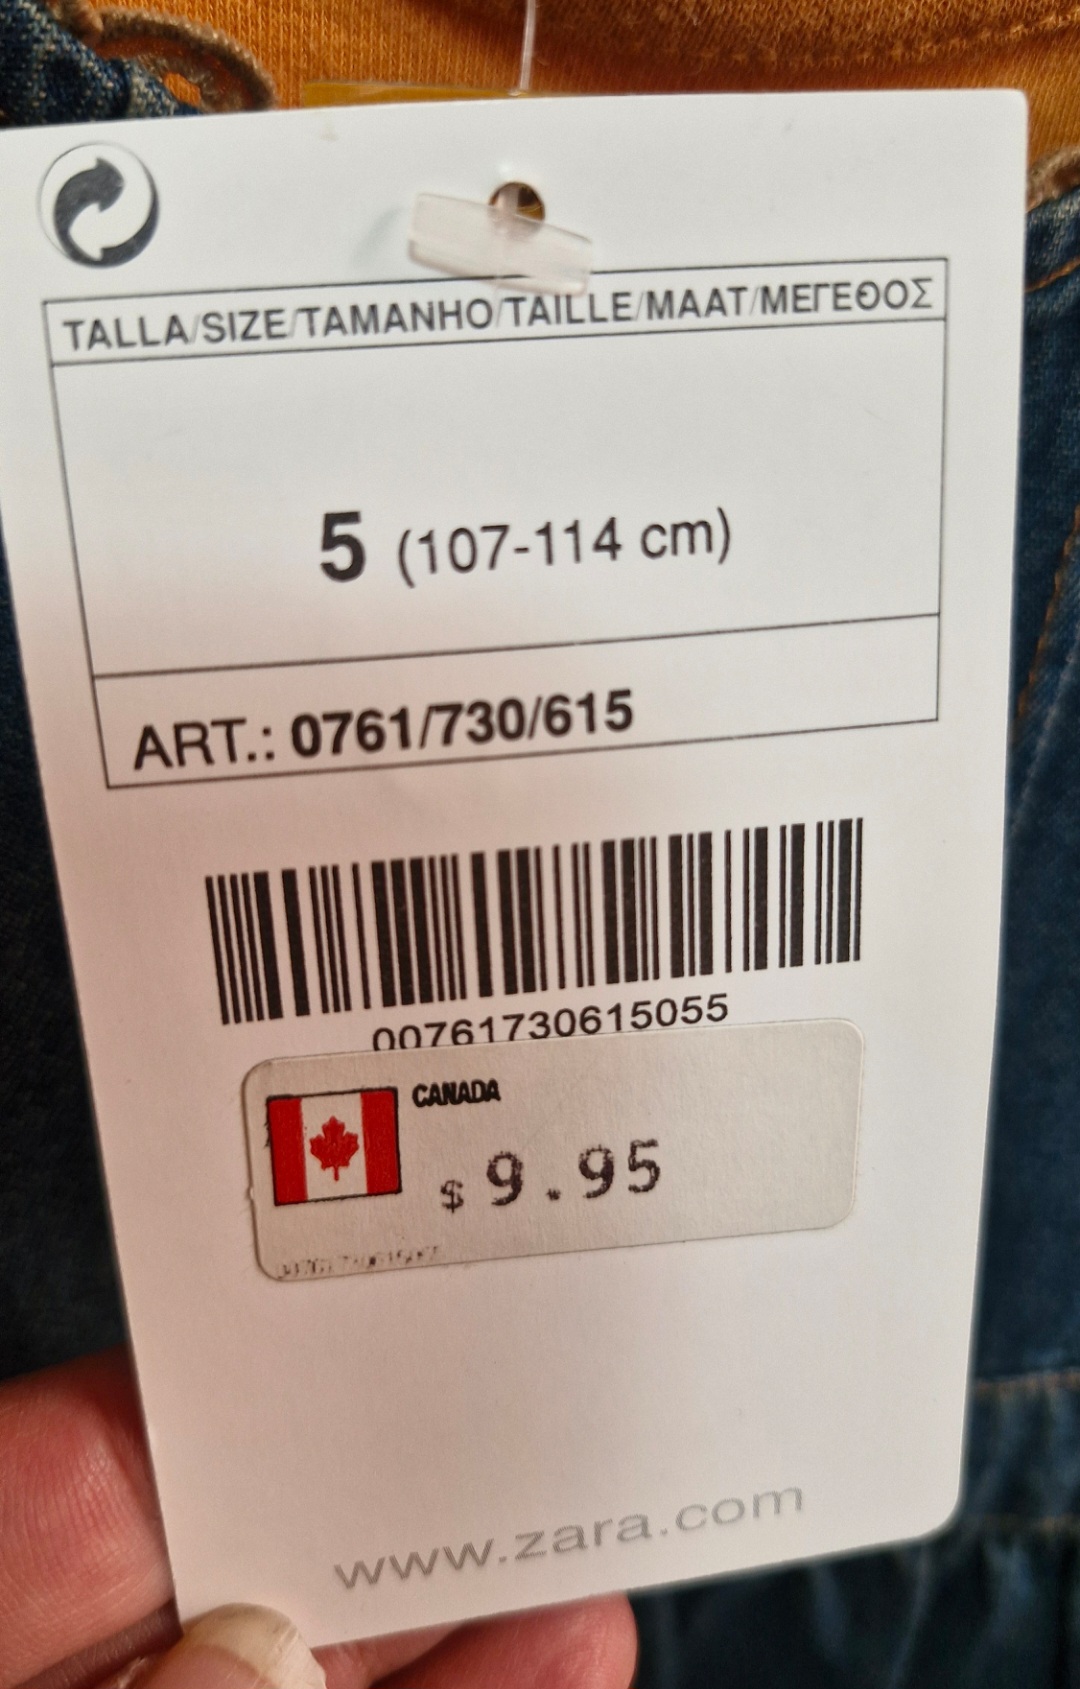 TALLA/SIZE/TAMANHO/TAILLE/MAAT/ΜΕΓΕΘΟΣ
5 (107-114 cm)
ART.: 0761/730/615
00761730615055
CANADA
$ 9.95
www.zara.com